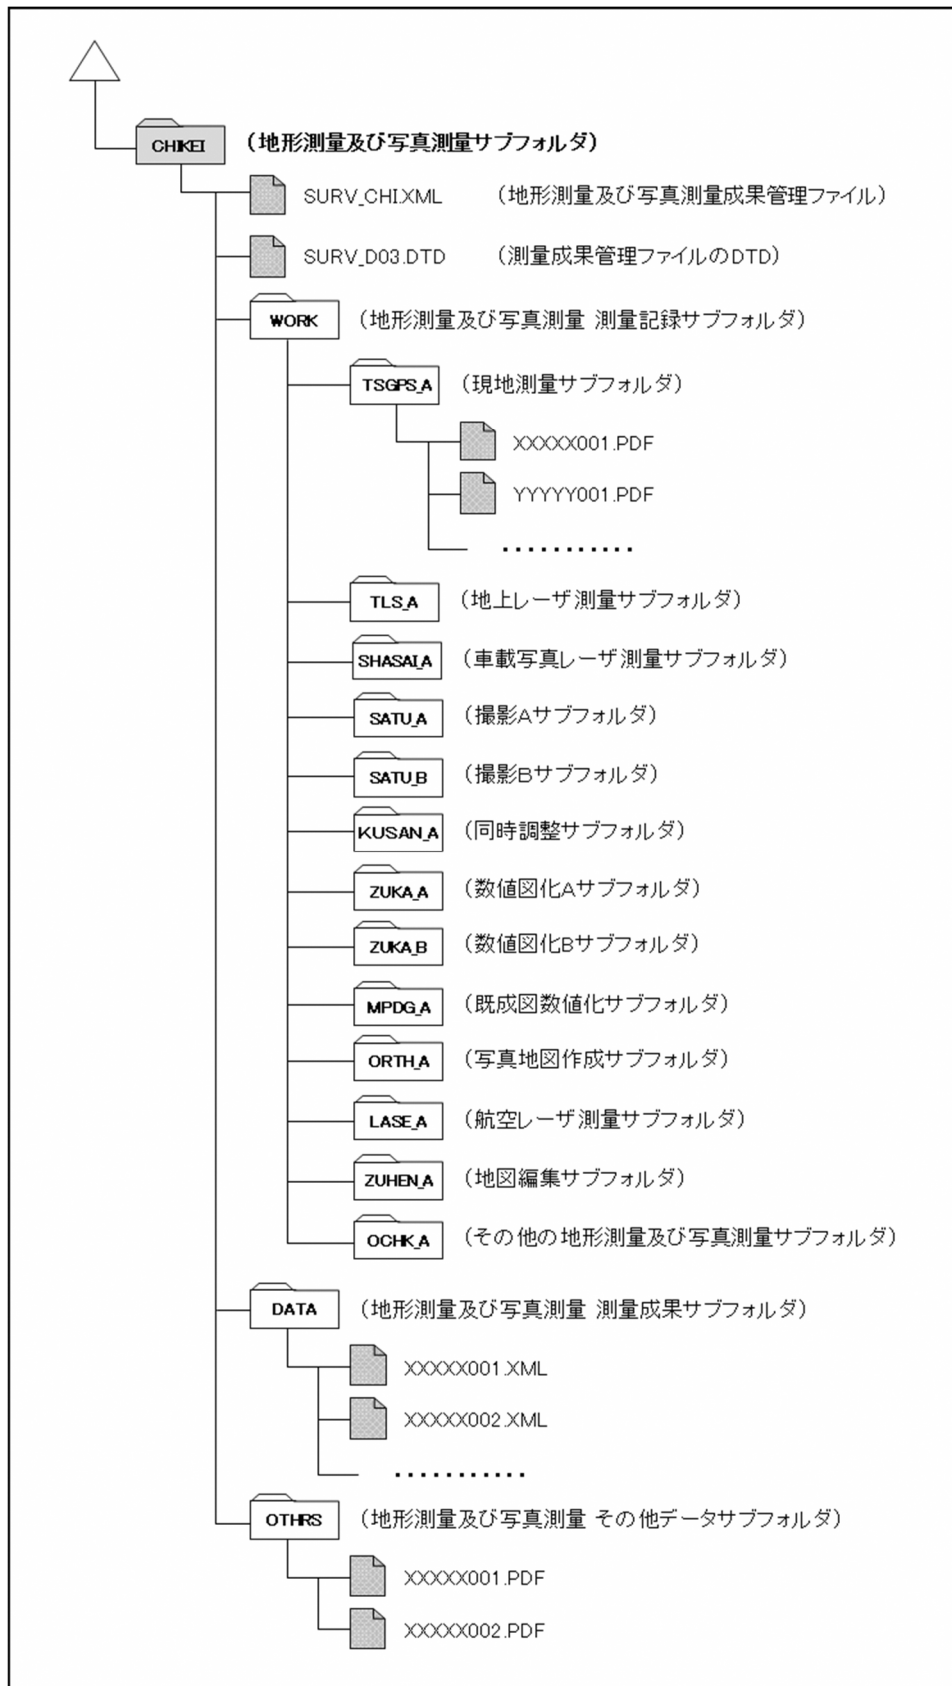 CHIKEI (地形測量及び写真測量サブフォルダ)
SURV_CHI.XML (地形測量及び写真測量成果管理ファイル)
SURV_D03.DTD (測量成果管理ファイルのDTD)
WORK (地形測量及び写真測量 測量記録サブフォルダ)
TSGPS_A (現地測量サブフォルダ)
XXXXX001.PDF
YYYYY001.PDF
…………
TLS_A (地上レーザ測量サブフォルダ)
SHASAI_A (車載写真レーザ測量サブフォルダ)
SATU_A (撮影Aサブフォルダ)
SATU_B (撮影Bサブフォルダ)
KUSAN_A (同時調整サブフォルダ)
ZUKA_A (数値図化Aサブフォルダ)
ZUKA_B (数値図化Bサブフォルダ)
MPDG_A (既成図数値化サブフォルダ)
ORTH_A (写真地図作成サブフォルダ)
LASE_A (航空レーザ測量サブフォルダ)
ZUHEN_A (地図編集サブフォルダ)
OCHK_A (その他の地形測量及び写真測量サブフォルダ)
DATA (地形測量及び写真測量 測量成果サブフォルダ)
XXXXX001.XML
XXXXX002.XML
…………
OTHRS (地形測量及び写真測量 その他データサブフォルダ)
XXXXX001.PDF
XXXXX002.PDF